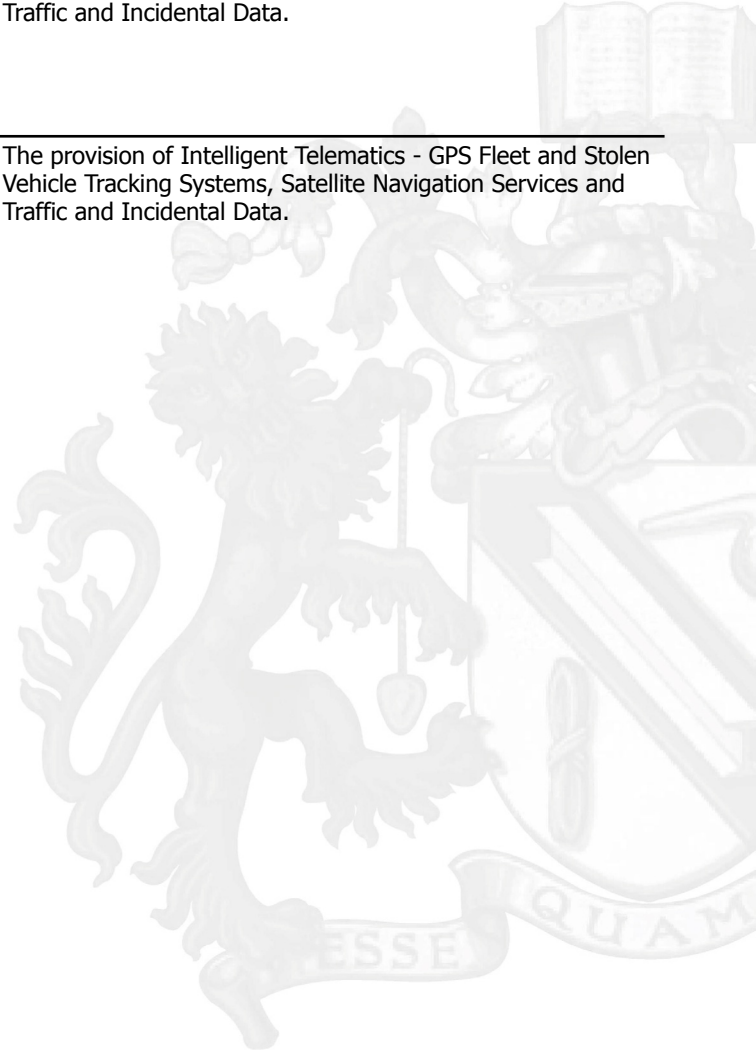 Traffic and Incidental Data.
The provision of Intelligent Telematics - GPS Fleet and Stolen
Vehicle Tracking Systems, Satellite Navigation Services and
Traffic and Incidental Data.
ESSE QUAM